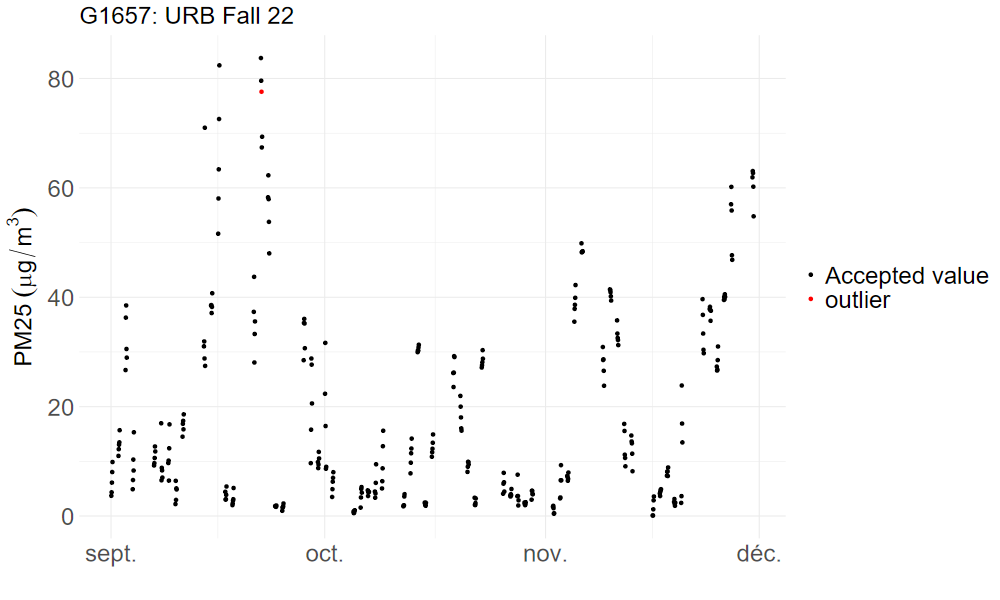 G1657: URB Fall 22
PM25 (μg/m³)
80
60
40
20
0
sept.
oct.
nov.
déc.
Accepted value
outlier